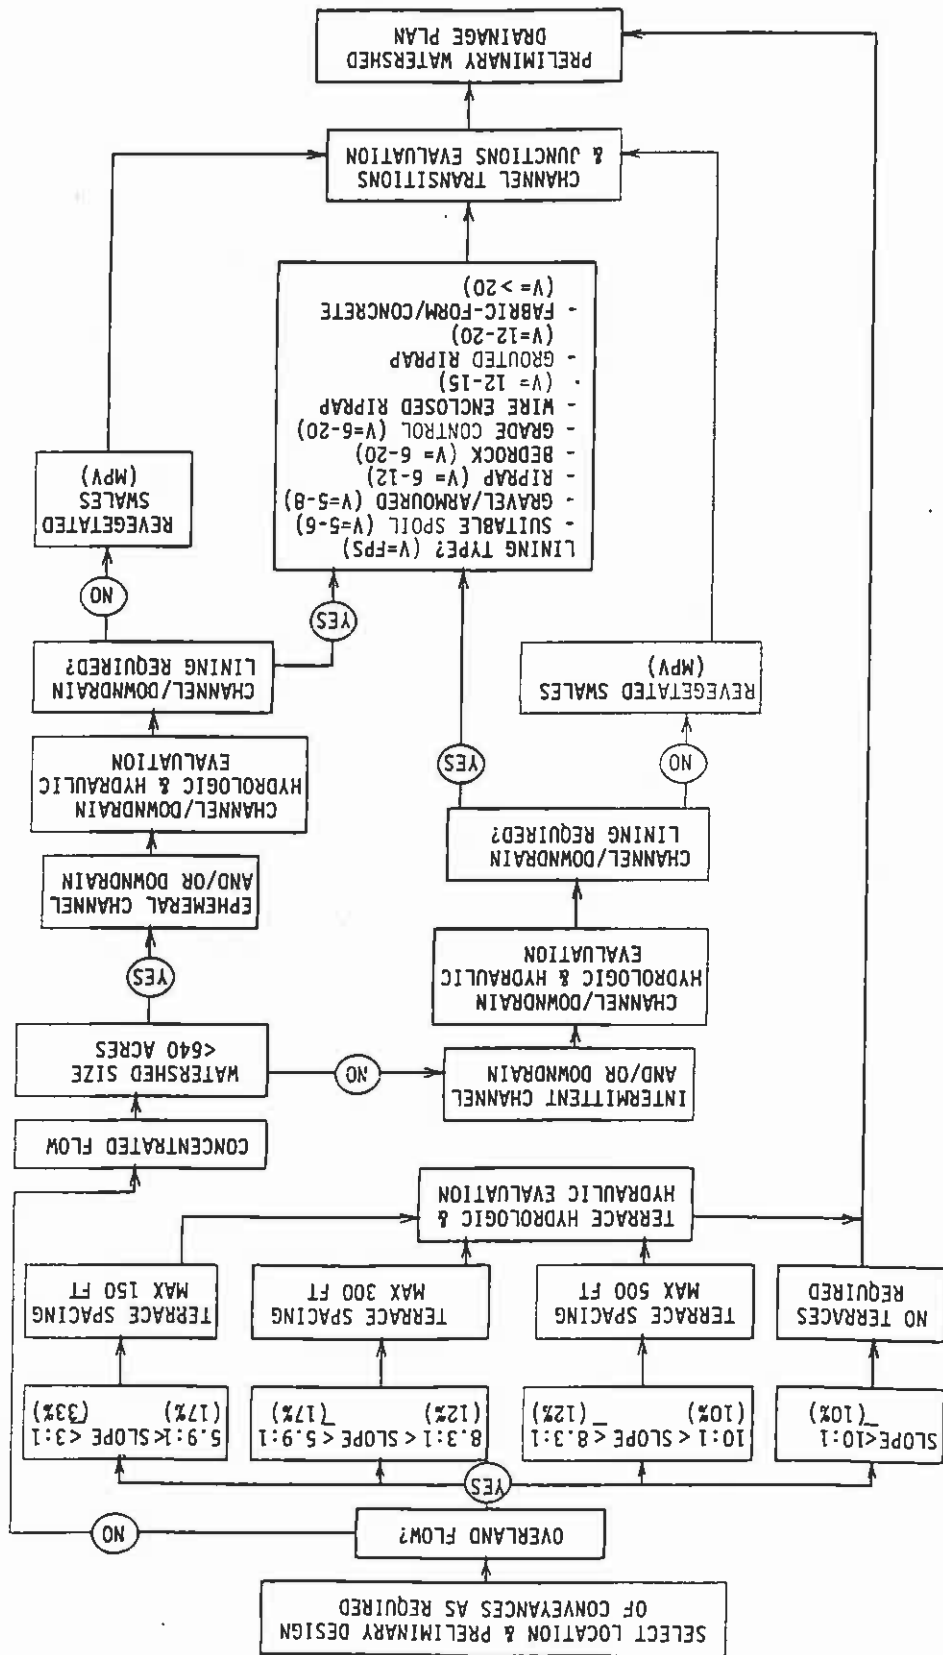 SELECT LOCATION & PRELIMINARY DESIGN
OF CONVEYANCES AS REQUIRED
OVERLAND FLOW?
YES
NO
SLOPE<10:1
(10%)
10:1 < SLOPE < 8.3:1
(10%) (12%)
8.3:1 < SLOPE < 5.9:1
(12%) (17%)
5.9:1< SLOPE < 3:1
(17%) (33%)
NO TERRACES
REQUIRED
TERRACE SPACING
MAX 500 FT
TERRACE SPACING
MAX 300 FT
TERRACE SPACING
MAX 150 FT
TERRACE HYDROLOGIC &
HYDRAULIC EVALUATION
CONCENTRATED FLOW
WATERSHED SIZE
<640 ACRES
NO
YES
INTERMITTENT CHANNEL
AND/OR DOWNDRAIN
CHANNEL/DOWNDRAIN
HYDROLOGIC & HYDRAULIC
EVALUATION
CHANNEL/DOWNDRAIN
LINING REQUIRED?
NO
YES
REVEGETATED SWALES
(MPV)
EPHEMERAL CHANNEL
AND/OR DOWNDRAIN
CHANNEL/DOWNDRAIN
HYDROLOGIC & HYDRAULIC
EVALUATION
CHANNEL/DOWNDRAIN
LINING REQUIRED?
YES
NO
REVEGETATED
SWALES
(MPV)
LINING TYPE? (V=FPS)
- SUITABLE SPOIL (V=5-6)
- GRAVEL/ARMOURED (V=5-8)
- RIPRAP (V= 6-12)
- BEDROCK (V= 6-20)
- GRADE CONTROL (V=6-20)
- WIRE ENCLOSED RIPRAP
(V= 12-15)
- GROUTED RIPRAP
(V=12-20)
- FABRIC-FORM/CONCRETE
(V= >20)
CHANNEL TRANSITIONS
& JUNCTIONS EVALUATION
PRELIMINARY WATERSHED
DRAINAGE PLAN